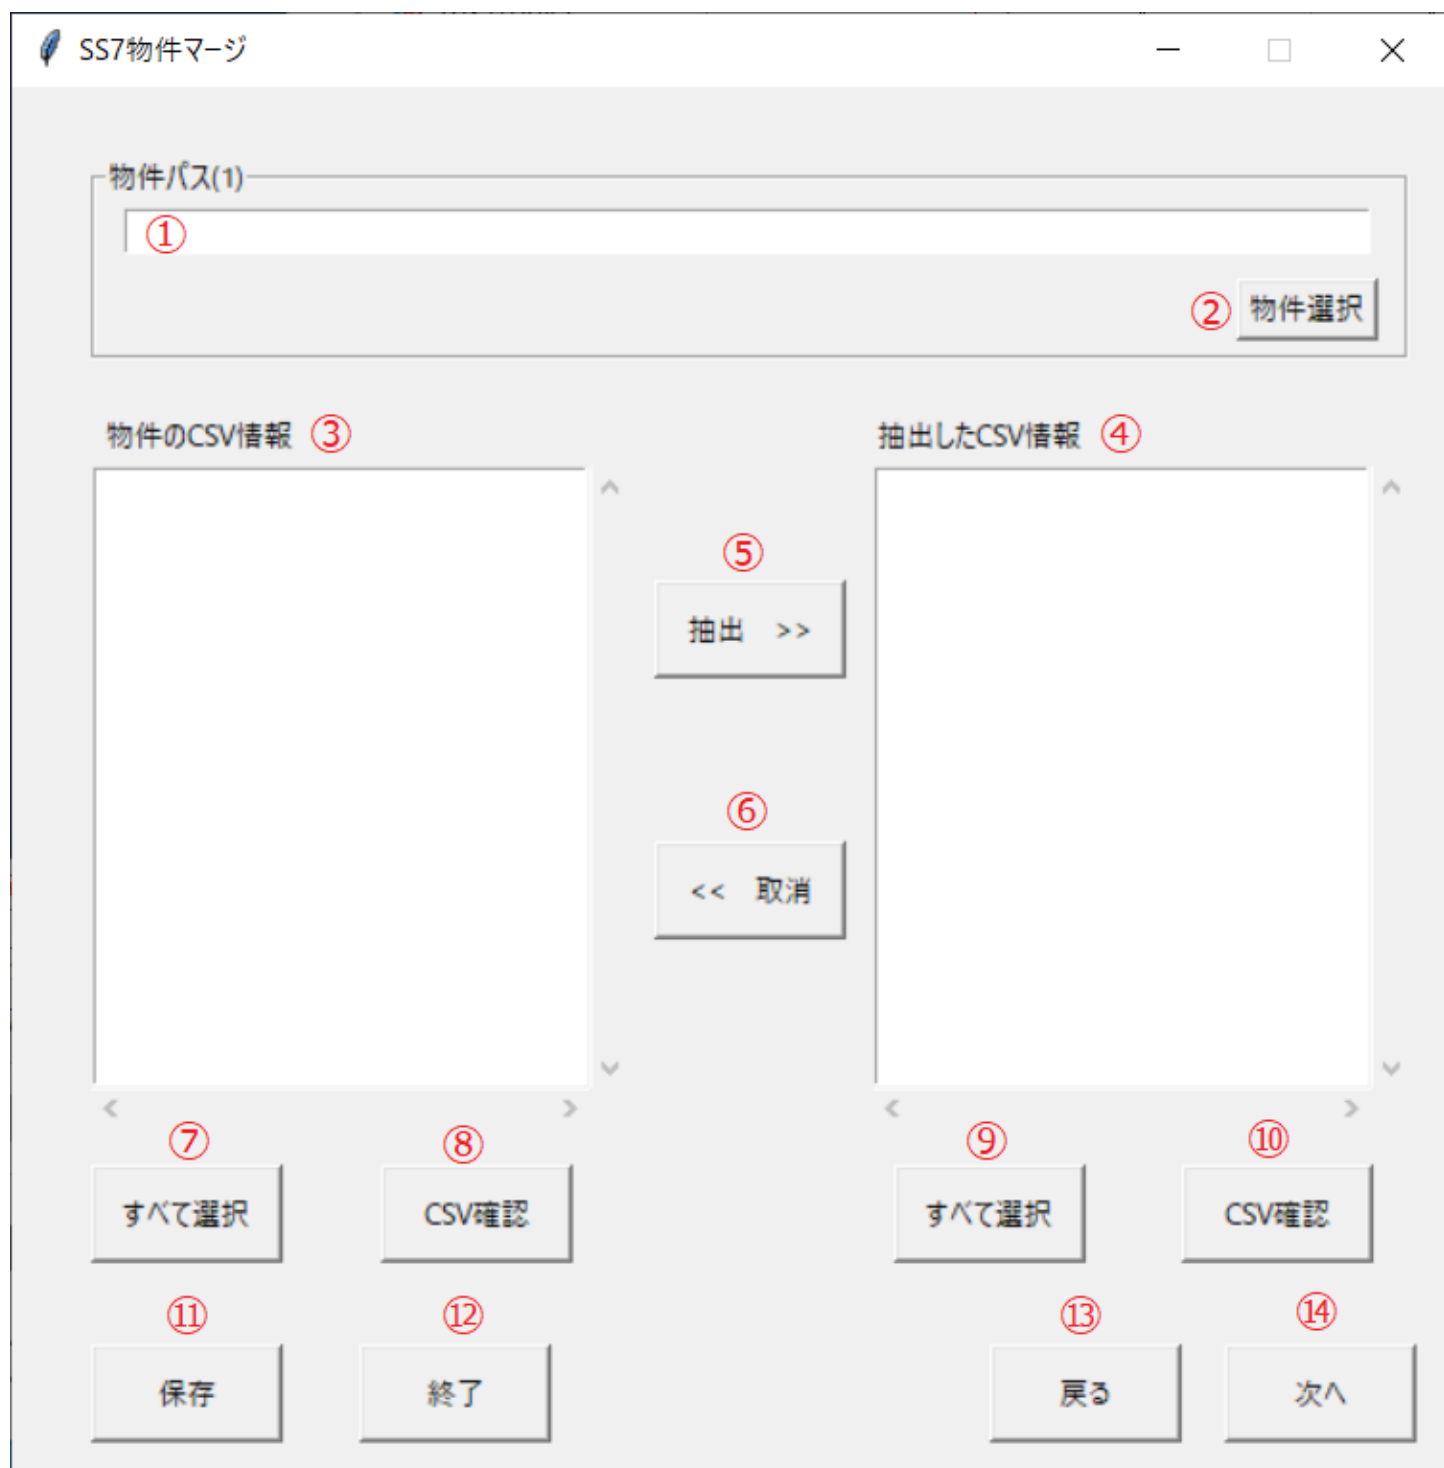 SS7物件マージ
物件パス(1)
①
② 物件選択
物件のCSV情報 ③
抽出したCSV情報 ④
⑤
抽出　>>
⑥
<<　取消
⑦
⑧
⑨
⑩
すべて選択
CSV確認
すべて選択
CSV確認
⑪
⑫
⑬
⑭
保存
終了
戻る
次へ